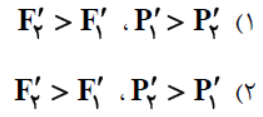 ۱) P′۱ > P′۲ ، F′۲ > F′۱
۲) P′۲ > P′۱ ، F′۲ > F′۱